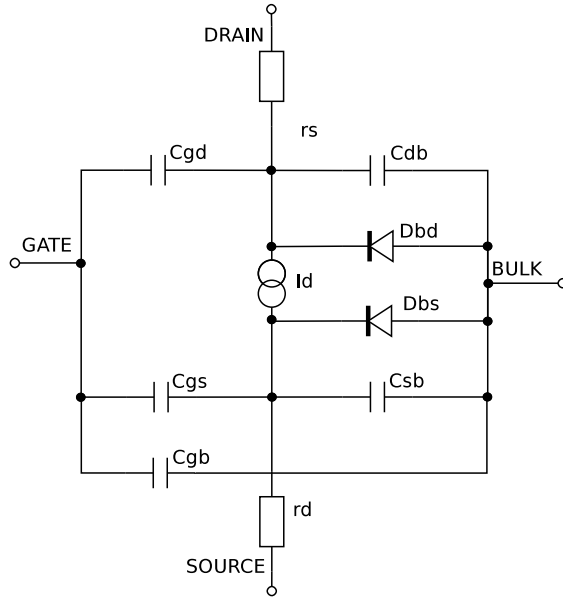 DRAIN
rs
Cgd
Cdb
Dbd
GATE
BULK
Id
Dbs
Cgs
Csb
Cgb
rd
SOURCE